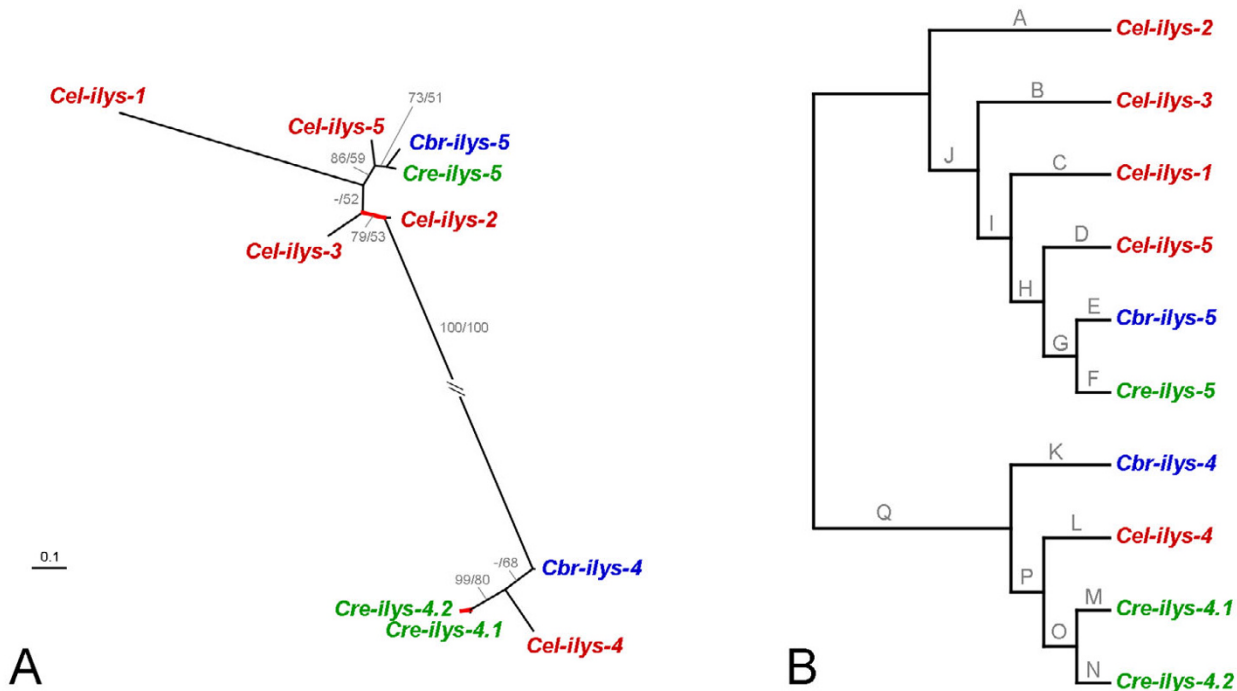 Cel-ilys-1
73/51
Cel-ilys-5
Cbr-ilys-5
86/59
Cre-ilys-5
-/52
Cel-ilys-2
79/53
Cel-ilys-3
100/100
0.1
-/68
Cbr-ilys-4
99/80
Cre-ilys-4.2
Cre-ilys-4.1
Cel-ilys-4
A
A
Cel-ilys-2
B
Cel-ilys-3
J
C
Cel-ilys-1
I
D
Cel-ilys-5
H
E
Cbr-ilys-5
G
F
Cre-ilys-5
K
Cbr-ilys-4
Q
L
Cel-ilys-4
P
M
Cre-ilys-4.1
O
N
Cre-ilys-4.2
B